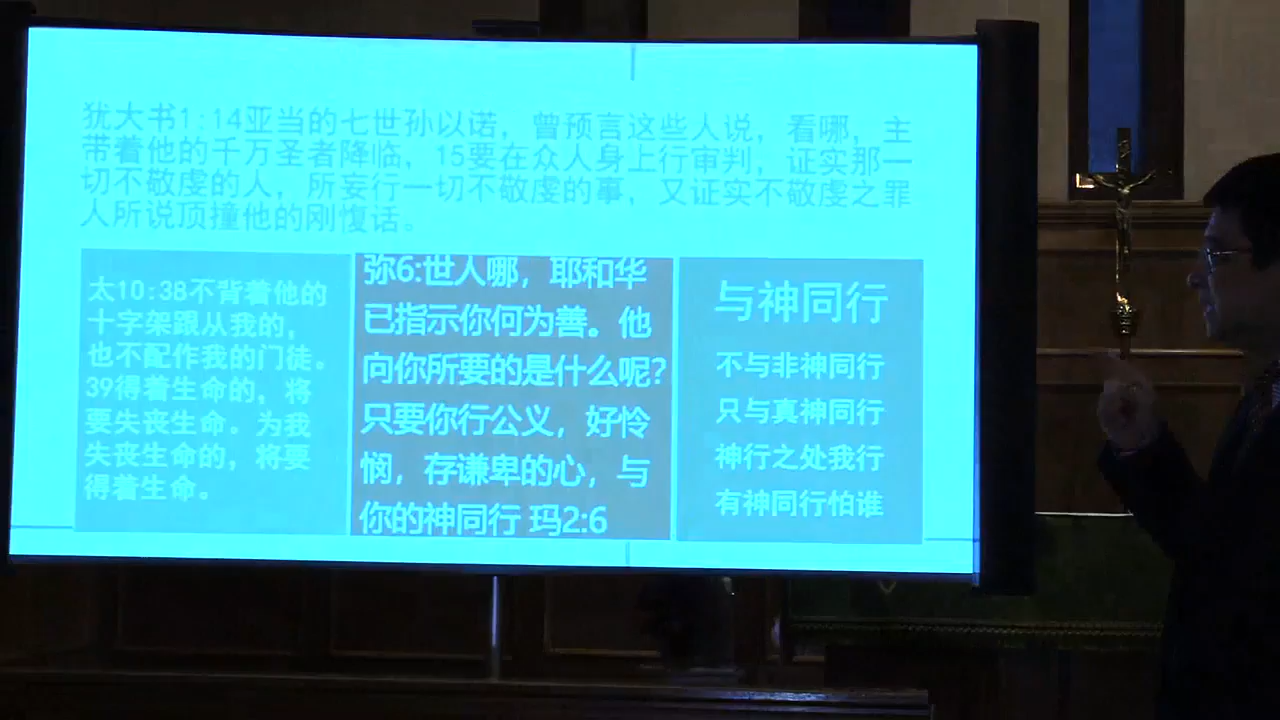 犹大书1:14亚当的七世孙以诺，曾预言这些人说，看哪，主
带着他的千万圣者降临，15要在众人身上行审判，证实那一
切不敬虔的人，所妄行一切不敬虔的事，又证实不敬虔之罪
人所说顶撞他的刚愎话。
太10:38不背着他的
十字架跟从我的，
也不配作我的门徒。
39得着生命的，将
要失丧生命。为我
失丧生命的，将要
得着生命。
弥6:世人哪，耶和华
已指示你何为善。他
向你所要的是什么呢?
只要你行公义，好怜
悯，存谦卑的心，与
你的神同行 玛2:6
与神同行
不与非神同行
只与真神同行
神行之处我行
有神同行怕谁